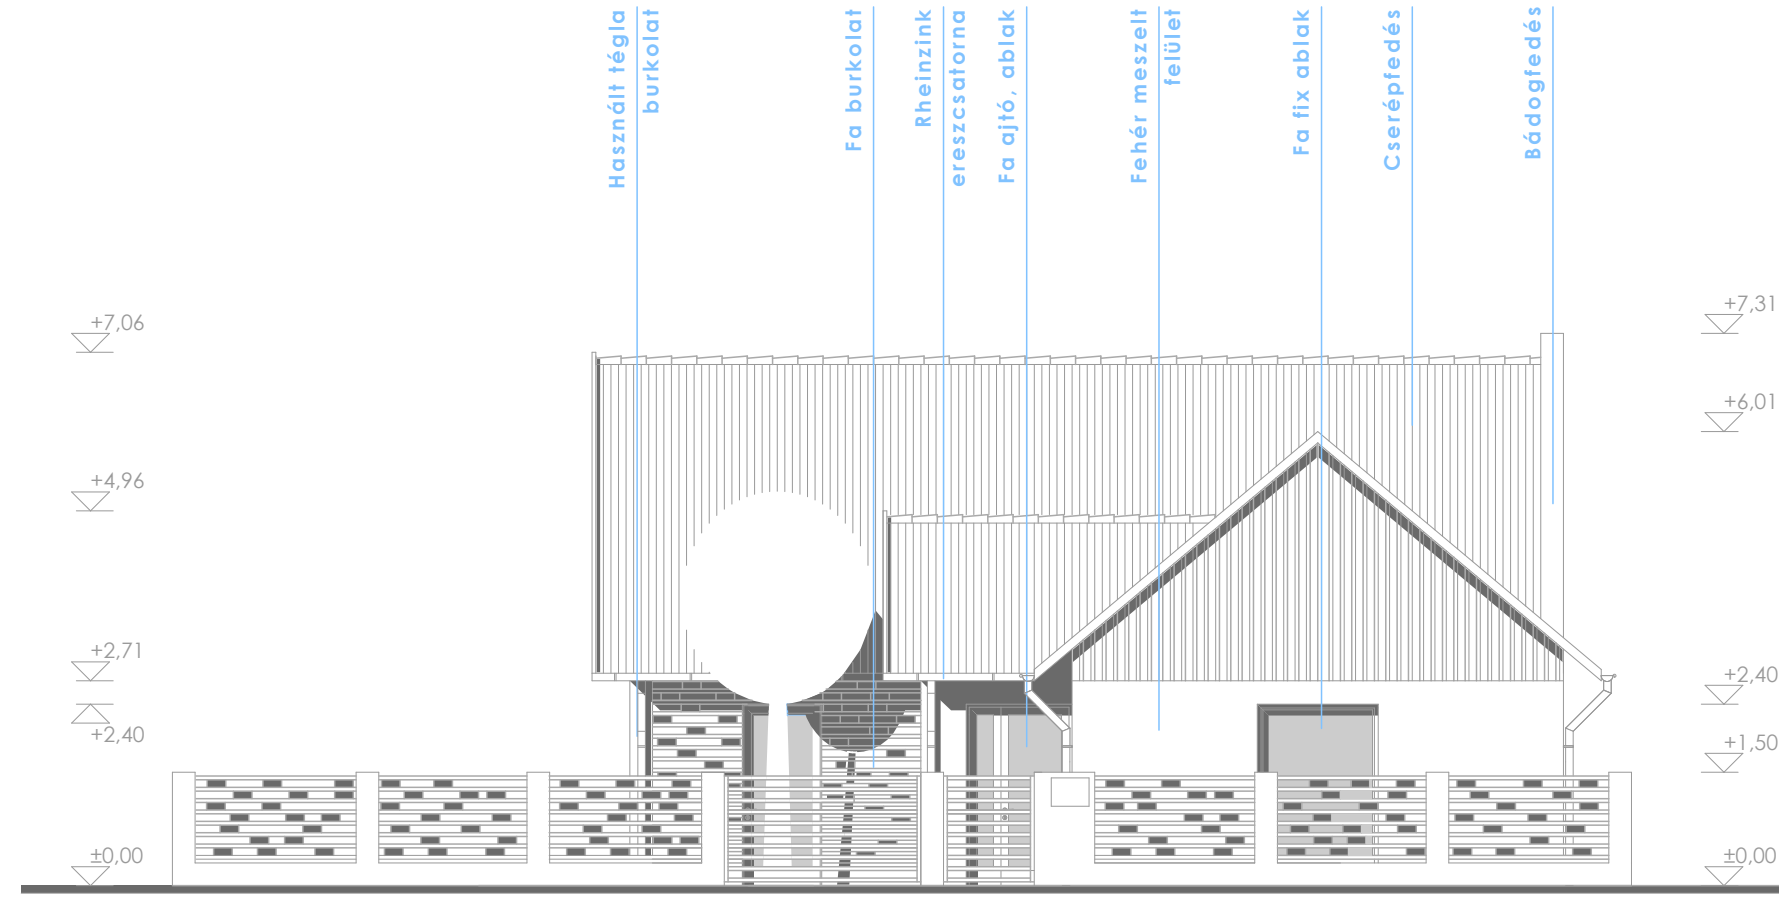 Használt tégla
burkolat
Fa burkolat
Rheinzink
ereszcsatorna
Fa ajtó, ablak
Fehér meszelt
felület
Fa fix ablak
Cserépfedés
Bádogfedés
+7,06
+4,96
+2,71
+2,40
±0,00
+7,31
+6,01
+2,40
+1,50
±0,00